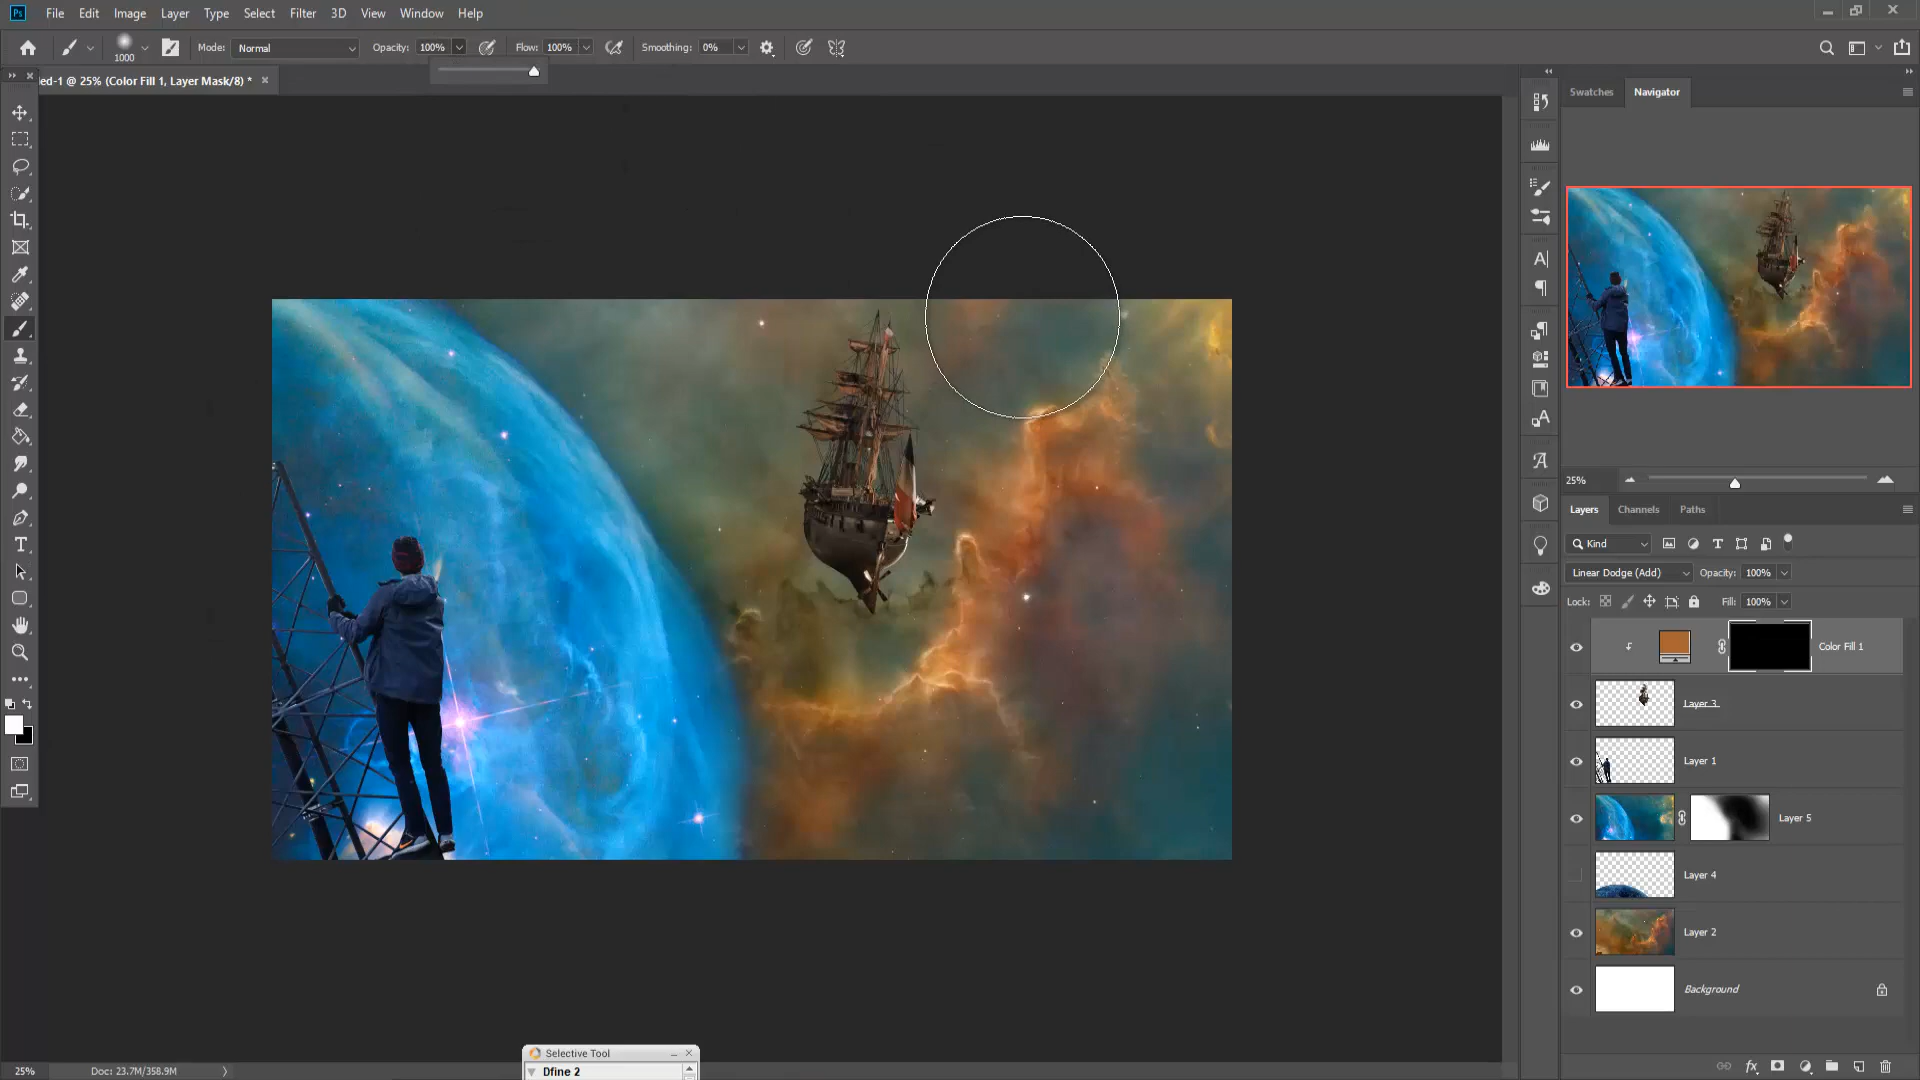 Ps File Edit Image Layer Type Select Filter 3D View Window Help
1000 Mode: Normal Opacity: 100% Flow: 100% Smoothing: 0%
ed-1 @ 25% (Color Fill 1, Layer Mask/8) *
Swatches Navigator
25%
Layers Channels Paths
Kind
Linear Dodge (Add) Opacity: 100%
Lock: Fill: 100%
Color Fill 1
Layer 3
Layer 1
Layer 5
Layer 4
Layer 2
Background
Selective Tool
Dfine 2
25% Doc: 23.7M/358.9M